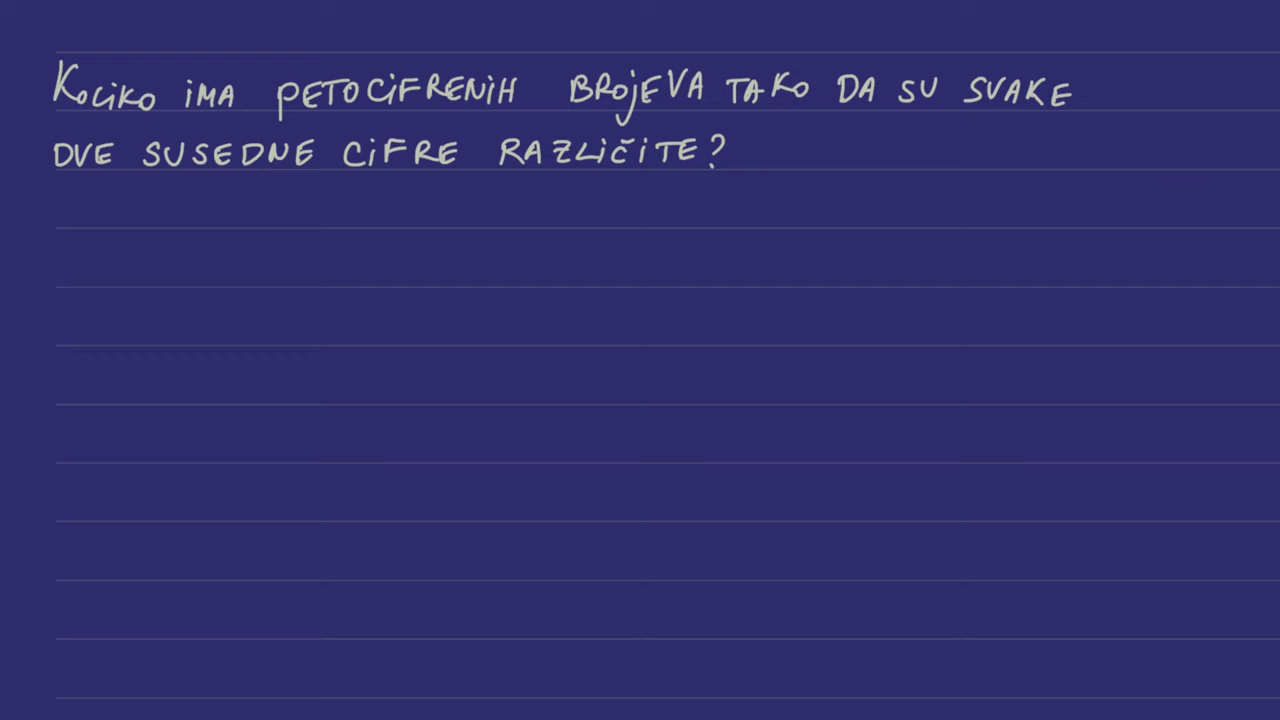 KOLIKO IMA PETOCIFRENIH BROJEVA TAKO DA SU SVAKE
DVE SUSEDNE CIFRE RAZLIČITE?